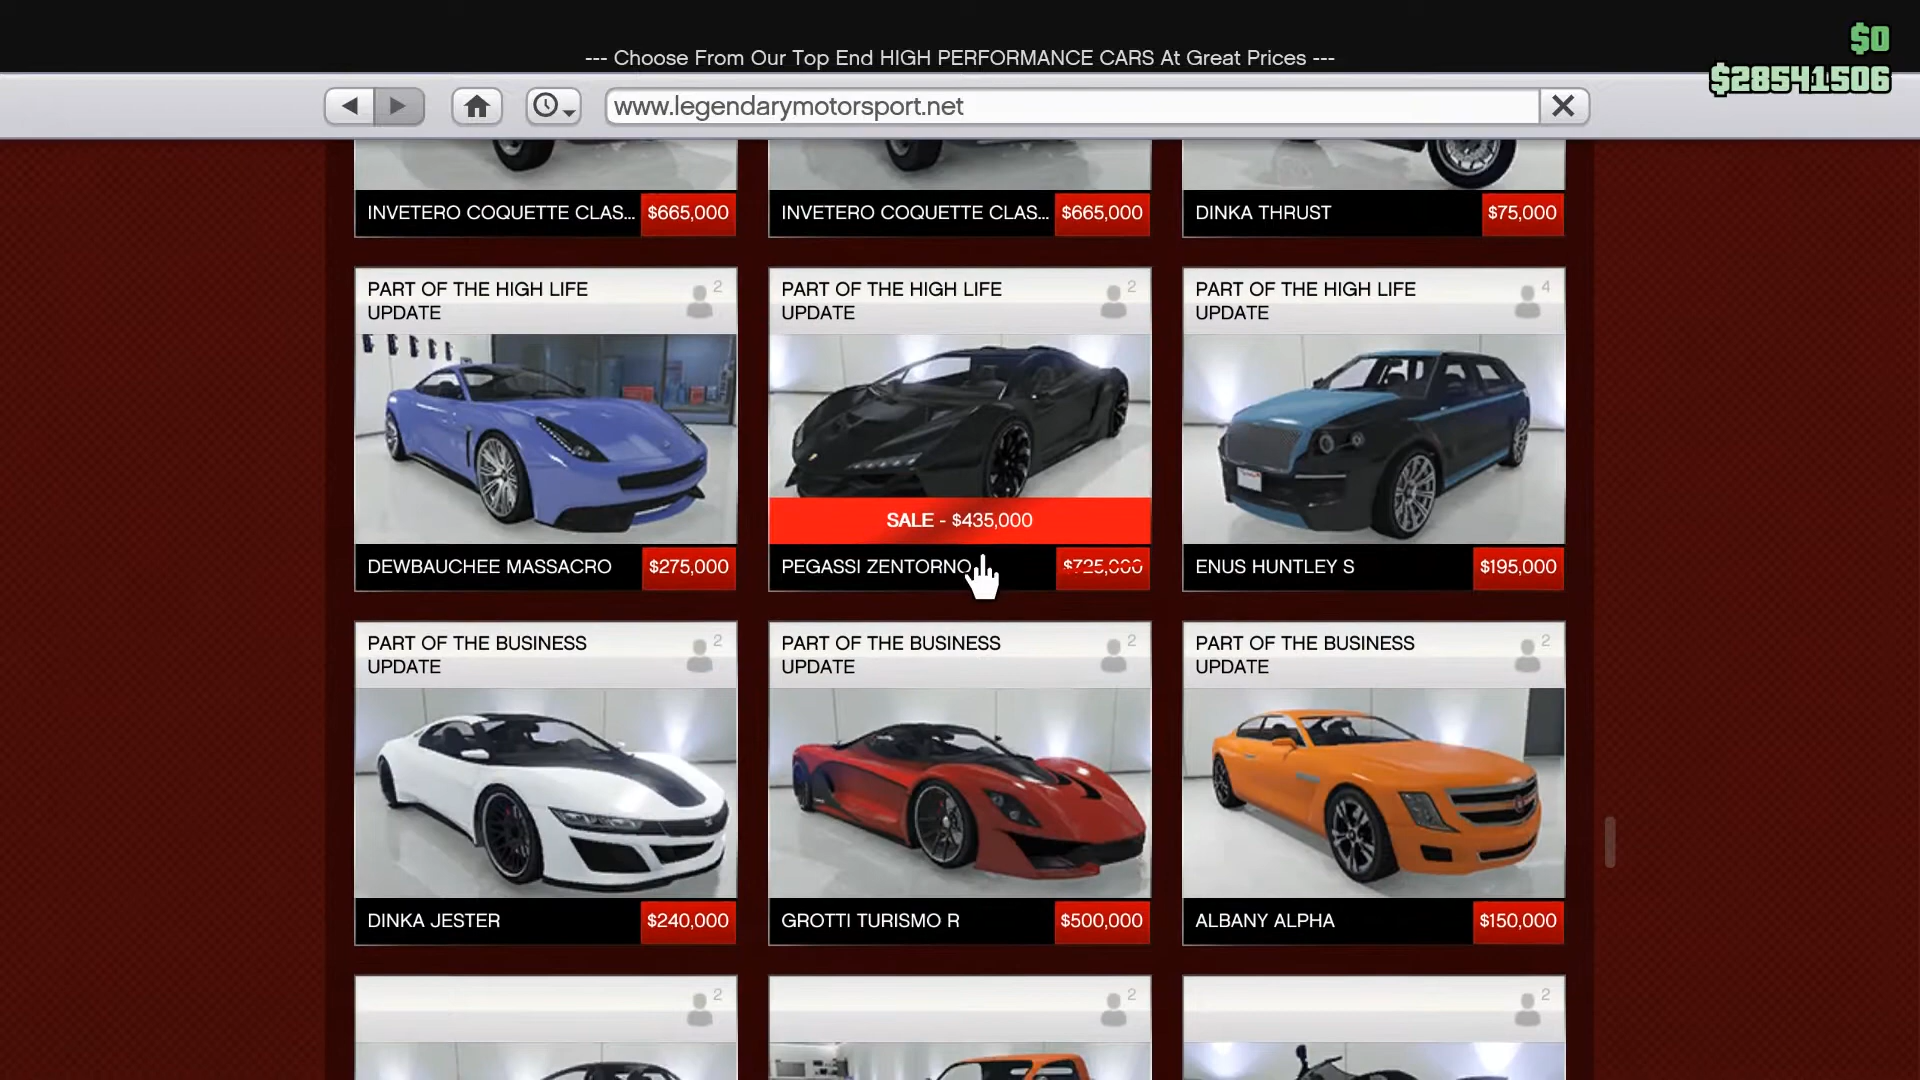 $0
--- Choose From Our Top End HIGH PERFORMANCE CARS At Great Prices ---
$28541506
www.legendarymotorsport.net
INVETERO COQUETTE CLAS... $665,000
INVETERO COQUETTE CLAS... $665,000
DINKA THRUST $75,000
PART OF THE HIGH LIFE
UPDATE
2
PART OF THE HIGH LIFE
UPDATE
2
PART OF THE HIGH LIFE
UPDATE
4
SALE - $435,000
DEWBAUCHEE MASSACRO $275,000
PEGASSI ZENTORNO $725,000
ENUS HUNTLEY S $195,000
PART OF THE BUSINESS
UPDATE
2
PART OF THE BUSINESS
UPDATE
2
PART OF THE BUSINESS
UPDATE
2
DINKA JESTER $240,000
GROTTI TURISMO R $500,000
ALBANY ALPHA $150,000
2
2
2